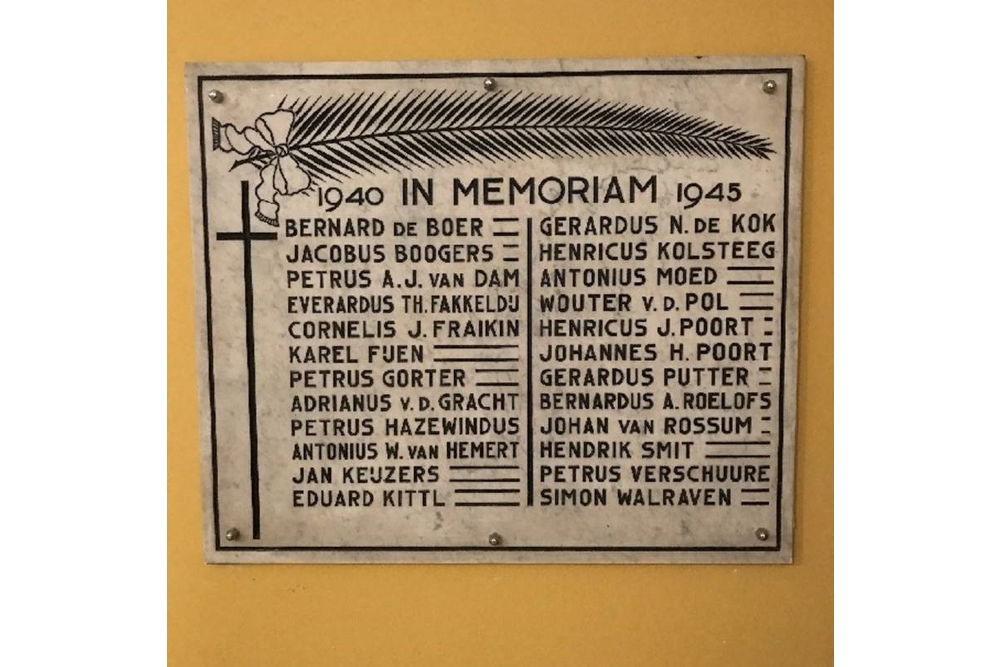 1940 IN MEMORIAM 1945
BERNARD DE BOER
JACOBUS BOOGERS
PETRUS A.J. VAN DAM
EVERARDUS TH. FAKKELDIJ
CORNELIS J. FRAIKIN
KAREL FIJEN
PETRUS GORTER
ADRIANUS V.D. GRACHT
PETRUS HAZEWINDUS
ANTONIUS W. VAN HEMERT
JAN KEIJZERS
EDUARD KITTL
GERARDUS N. DE KOK
HENRICUS KOLSTEEG
ANTONIUS MOED
WOUTER V.D. POL
HENRICUS J. POORT
JOHANNES H. POORT
GERARDUS PUTTER
BERNARDUS A. ROELOFS
JOHAN VAN ROSSUM
HENDRIK SMIT
PETRUS VERSCHUURE
SIMON WALRAVEN